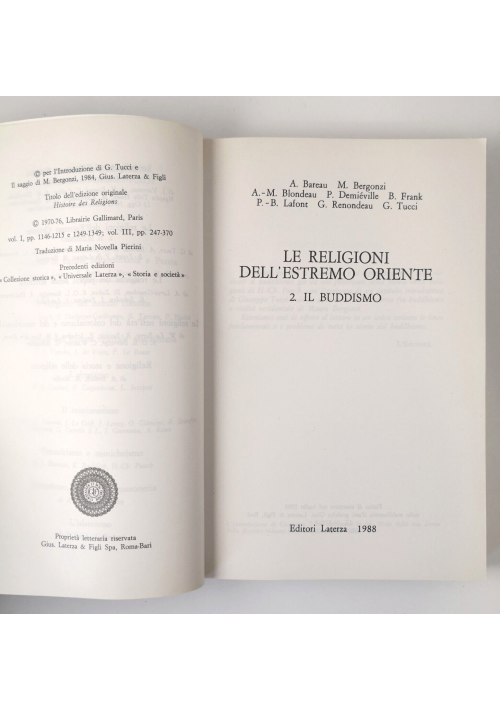 © per l'Introduzione di G. Tucci e
il saggio di M. Bergonzi, 1984, Gius. Laterza & Figli
Titolo dell'edizione originale
Histoire des Religions
© 1970-76, Librairie Gallimard, Paris
vol. I, pp. 1146-1215 e 1249-1349; vol. III, pp. 247-370
Traduzione di Maria Novella Pierini
Precedenti edizioni
«Collezione storica», «Universale Laterza», «Storia e società»
Proprietà letteraria riservata
Gius. Laterza & Figli Spa, Roma-Bari
A. Bareau M. Bergonzi
A.-M. Blondeau P. Demiéville B. Frank
P.-B. Lafont G. Renondeau G. Tucci
LE RELIGIONI
DELL'ESTREMO ORIENTE
2. IL BUDDISMO
Editori Laterza 1988